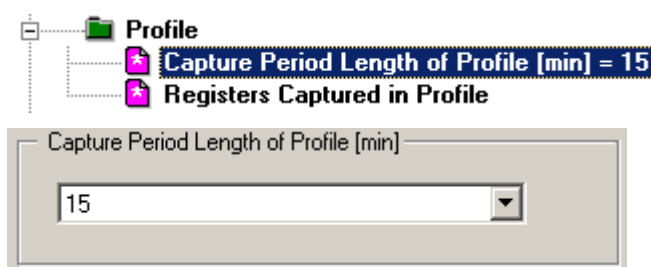 Profile
Capture Period Length of Profile [min] = 15
Registers Captured in Profile
Capture Period Length of Profile [min]
15